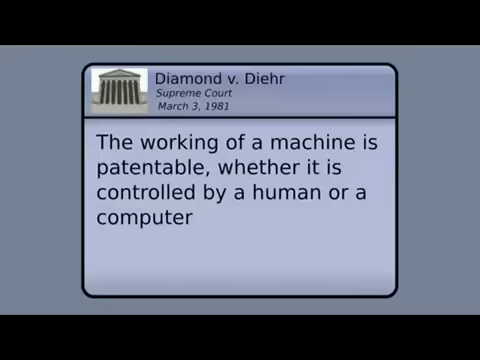 Diamond v. Diehr
Supreme Court
March 3, 1981
The working of a machine is
patentable, whether it is
controlled by a human or a
computer